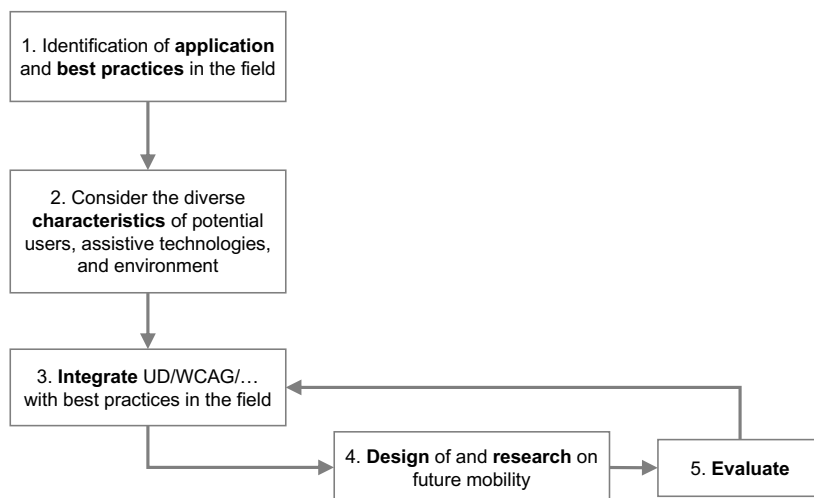 1. Identification of application
and best practices in the field
2. Consider the diverse
characteristics of potential
users, assistive technologies,
and environment
3. Integrate UD/WCAG/…
with best practices in the field
4. Design of and research on
future mobility
5. Evaluate